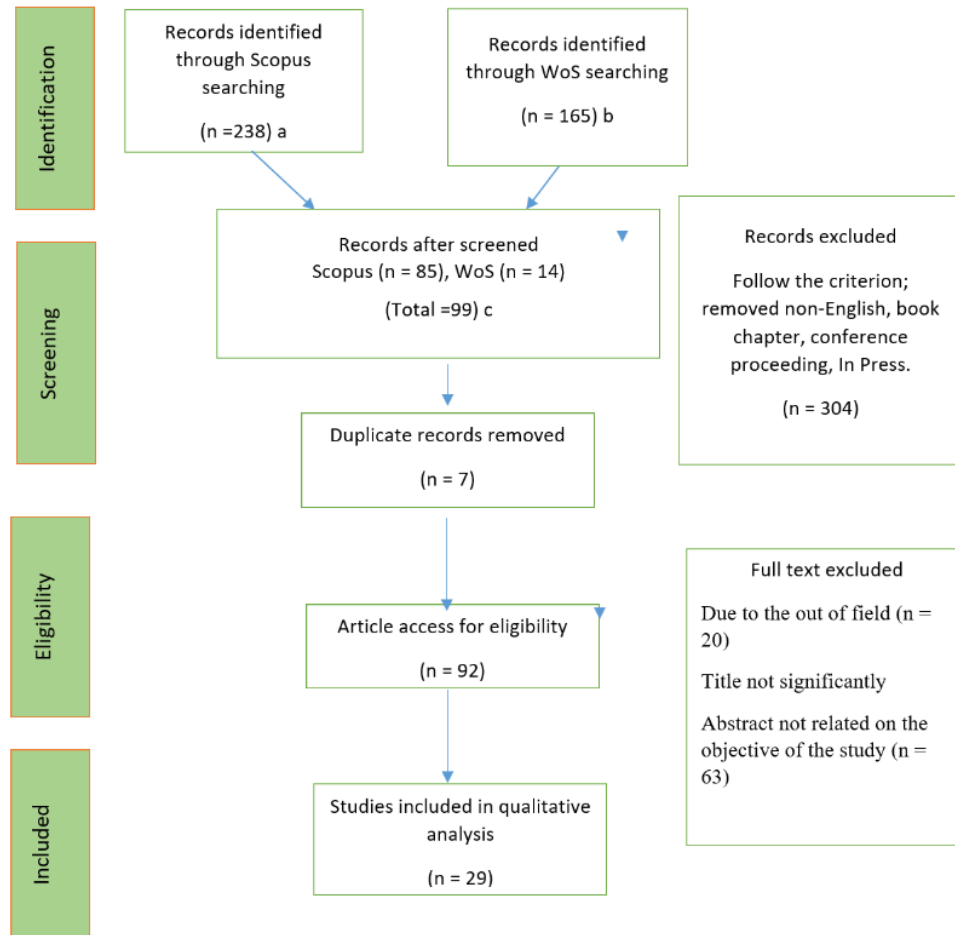 Identification
Records identified
through Scopus
searching
(n =238) a
Records identified
through WoS searching
(n = 165) b
Screening
Records after screened
Scopus (n = 85), WoS (n = 14)
(Total =99) c
Records excluded
Follow the criterion;
removed non-English, book
chapter, conference
proceeding, In Press.
(n = 304)
Duplicate records removed
(n = 7)
Eligibility
Article access for eligibility
(n = 92)
Full text excluded
Due to the out of field (n =
20)
Title not significantly
Abstract not related on the
objective of the study (n =
63)
Included
Studies included in qualitative
analysis
(n = 29)